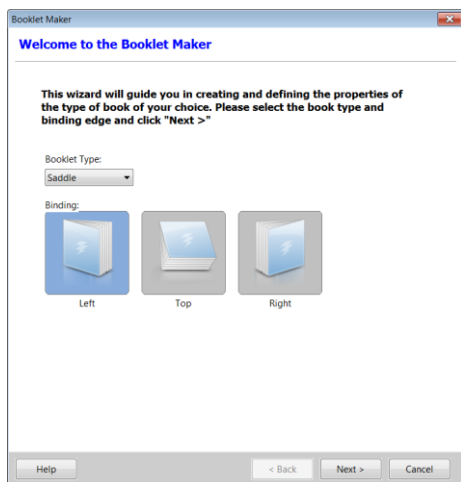 Booklet Maker
Welcome to the Booklet Maker
This wizard will guide you in creating and defining the properties of
the type of book of your choice. Please select the book type and
binding edge and click "Next >"
Booklet Type:
Saddle
Binding:
Left Top Right
Help < Back Next > Cancel